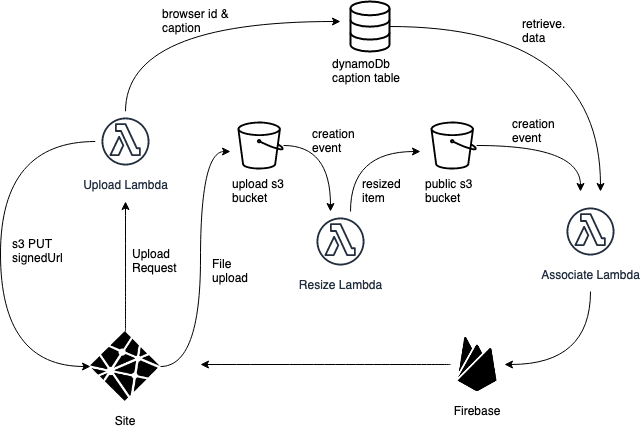 browser id &
caption
retrieve.
data
dynamoDb
caption table
creation
event
creation
event
Upload Lambda
upload s3
bucket
resized
item
public s3
bucket
s3 PUT
signedUrl
Upload
Request
File
upload
Resize Lambda
Associate Lambda
Site
Firebase